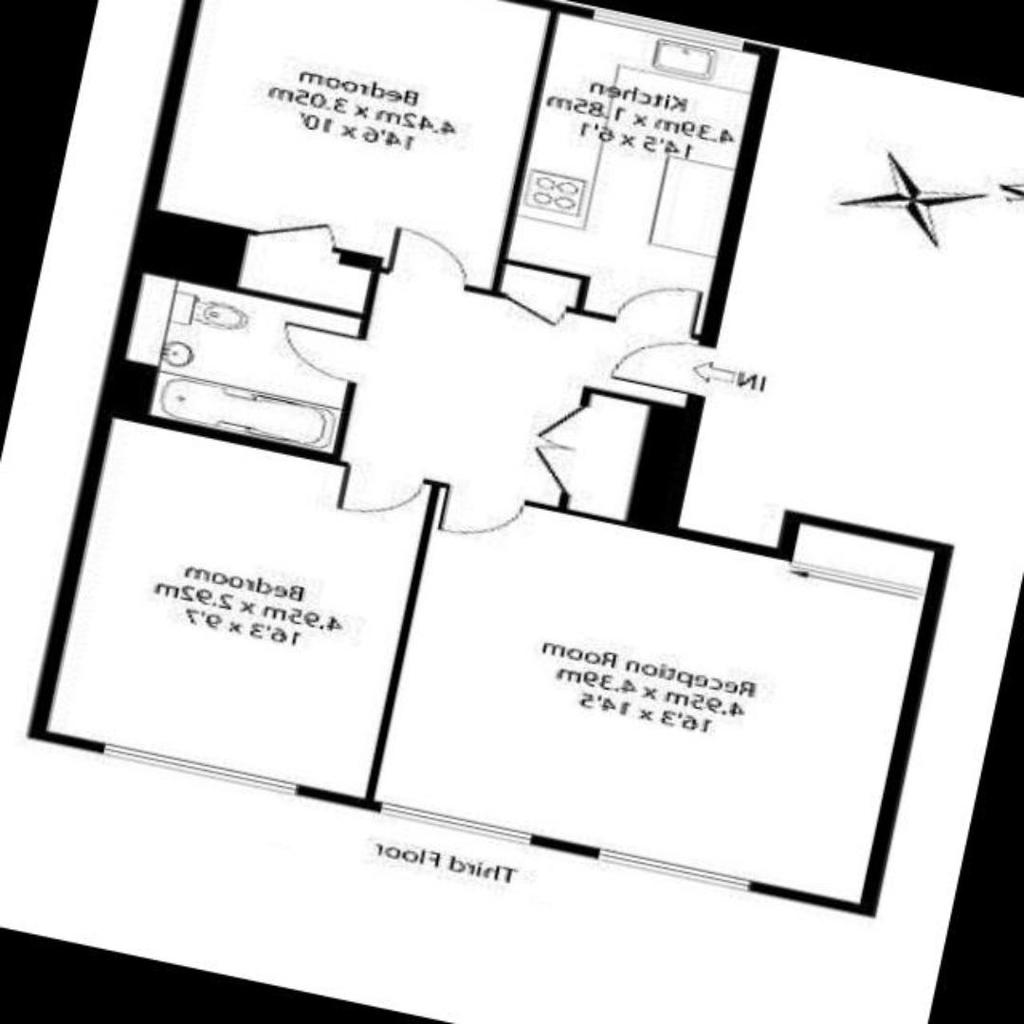 Bedroom
4.42m x 3.05m
14'6 x 10'
Kitchen
4.39m x 1.85m
14'5 x 6'1
IN
Bedroom
4.95m x 2.92m
16'3 x 9'7
Reception Room
4.95m x 4.39m
16'3 x 14'5
Third Floor